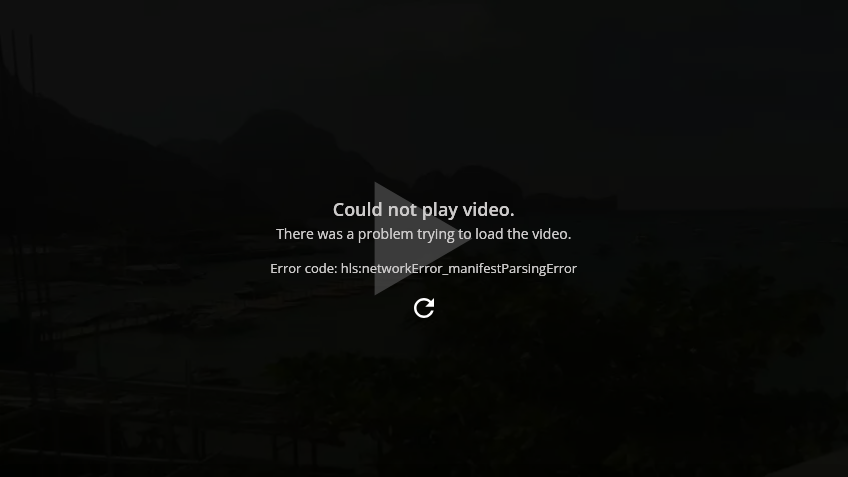 Could not play video.
There was a problem trying to load the video.
Error code: hls:networkError_manifestParsingError